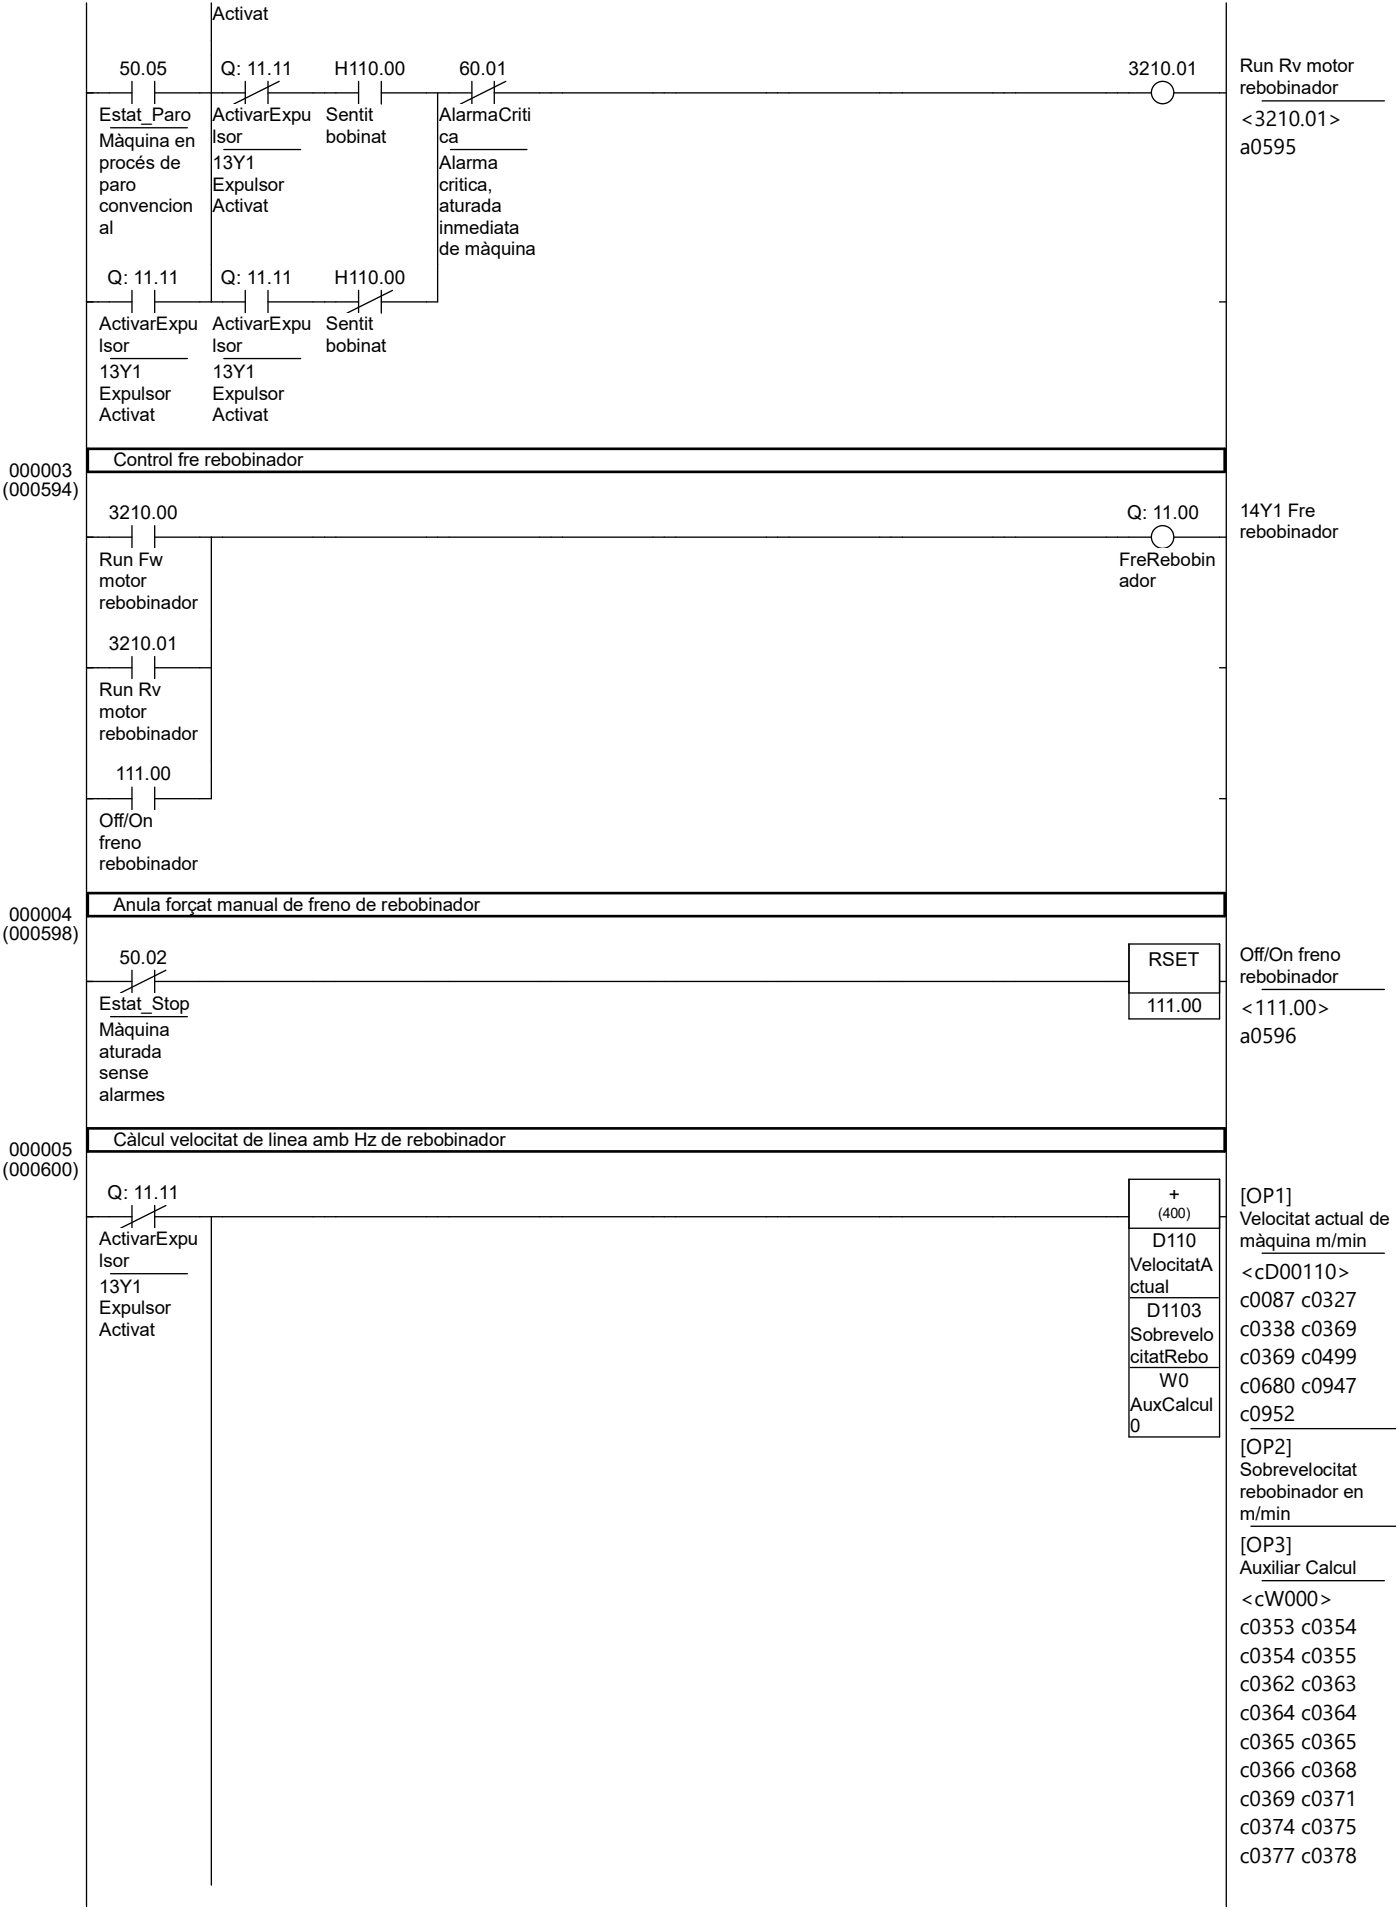 Activat
50.05 Q: 11.11 H110.00 60.01 3210.01 Run Rv motor
rebobinador
Estat_Paro ActivarExpu Sentit AlarmaCriti <3210.01>
Màquina en lsor bobinat ca a0595
procés de 13Y1 Alarma
paro Expulsor critica,
convencion Activat aturada
al inmediata
de màquina
Q: 11.11 Q: 11.11 H110.00
ActivarExpu ActivarExpu Sentit
lsor lsor bobinat
13Y1 13Y1
Expulsor Expulsor
Activat Activat
000003 Control fre rebobinador
(000594)
3210.00 Q: 11.00 14Y1 Fre
rebobinador
Run Fw FreRebobin
motor ador
rebobinador
3210.01
Run Rv
motor
rebobinador
111.00
Off/On
freno
rebobinador
000004 Anula forçat manual de freno de rebobinador
(000598)
50.02 RSET Off/On freno
rebobinador
Estat_Stop 111.00 <111.00>
Màquina a0596
aturada
sense
alarmes
000005 Càlcul velocitat de linea amb Hz de rebobinador
(000600)
Q: 11.11 + [OP1]
(400) Velocitat actual de
ActivarExpu D110 màquina m/min
lsor VelocitatA <cD00110>
13Y1 ctual c0087 c0327
Expulsor D1103 c0338 c0369
Activat Sobrevelo c0369 c0499
citatRebo c0680 c0947
W0 c0952
AuxCalcul
0
[OP2]
Sobrevelocitat
rebobinador en
m/min
[OP3]
Auxiliar Calcul
<cW000>
c0353 c0354
c0354 c0355
c0362 c0363
c0364 c0364
c0365 c0365
c0366 c0368
c0369 c0371
c0374 c0375
c0377 c0378